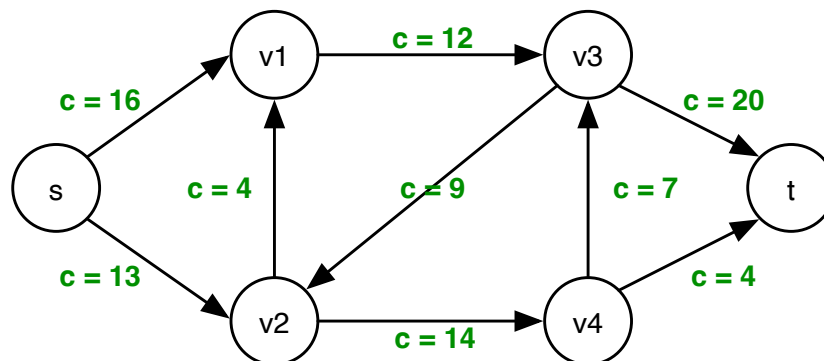 c = 12
v1
v3
c = 16
c = 20
s
c = 4
c = 9
c = 7
t
c = 13
c = 4
v2
v4
c = 14